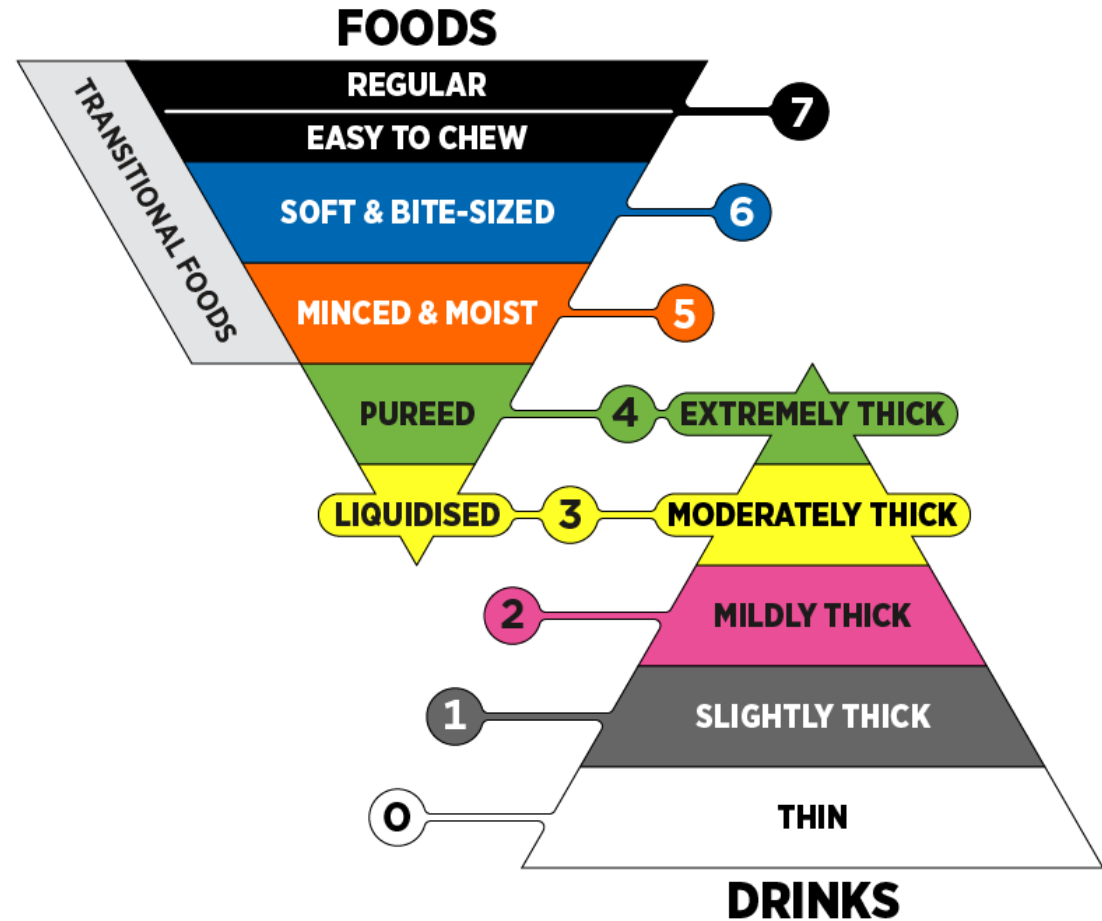 FOODS
TRANSITIONAL FOODS
REGULAR
7
EASY TO CHEW
SOFT & BITE-SIZED
6
MINCED & MOIST
5
PUREED
4
EXTREMELY THICK
LIQUIDISED
3
MODERATELY THICK
2
MILDLY THICK
1
SLIGHTLY THICK
0
THIN
DRINKS